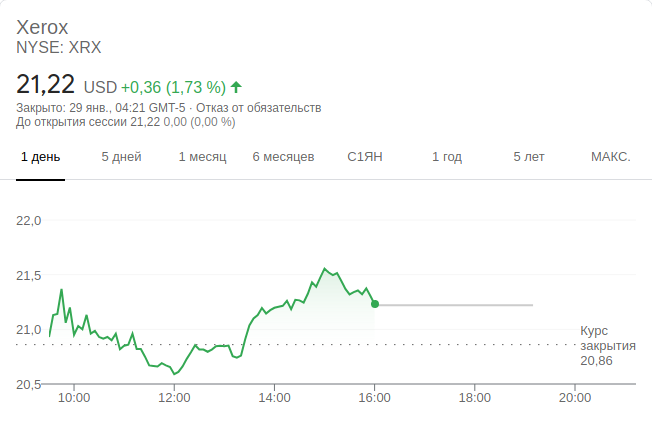 Xerox
NYSE: XRX
21,22 USD +0,36 (1,73 %)
Закрыто: 29 янв., 04:21 GMT-5 · Отказ от обязательств
До открытия сессии 21,22 0,00 (0,00 %)
1 день 5 дней 1 месяц 6 месяцев С1ЯН 1 год 5 лет МАКС.
22,0
21,5
21,0
Курс
закрытия
20,86
20,5
10:00 12:00 14:00 16:00 18:00 20:00